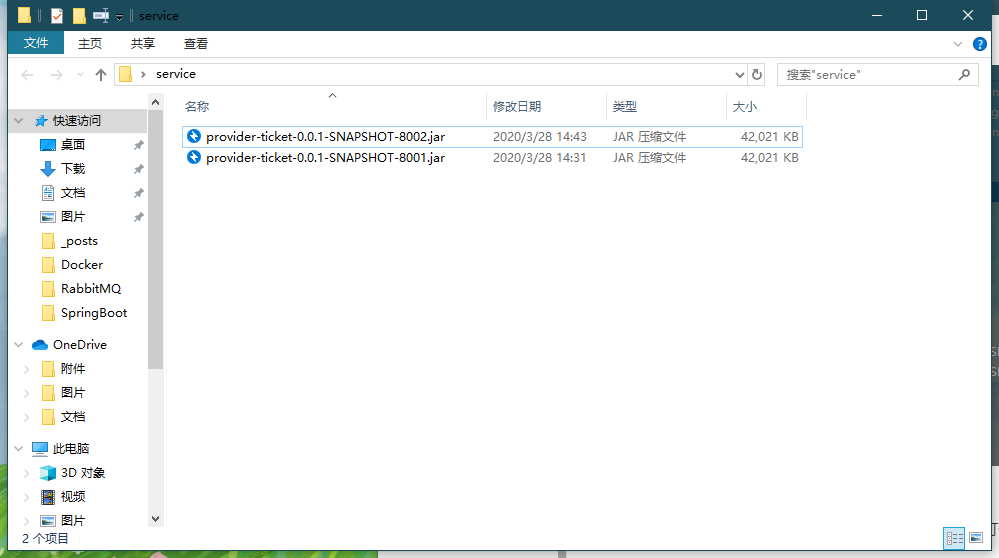 service
文件 主页 共享 查看
service 搜索"service"
名称 修改日期 类型 大小
provider-ticket-0.0.1-SNAPSHOT-8002.jar 2020/3/28 14:43 JAR 压缩文件 42,021 KB
provider-ticket-0.0.1-SNAPSHOT-8001.jar 2020/3/28 14:31 JAR 压缩文件 42,021 KB
快速访问
桌面
下载
文档
图片
_posts
Docker
RabbitMQ
SpringBoot
OneDrive
附件
图片
文档
此电脑
3D 对象
视频
图片
2 个项目